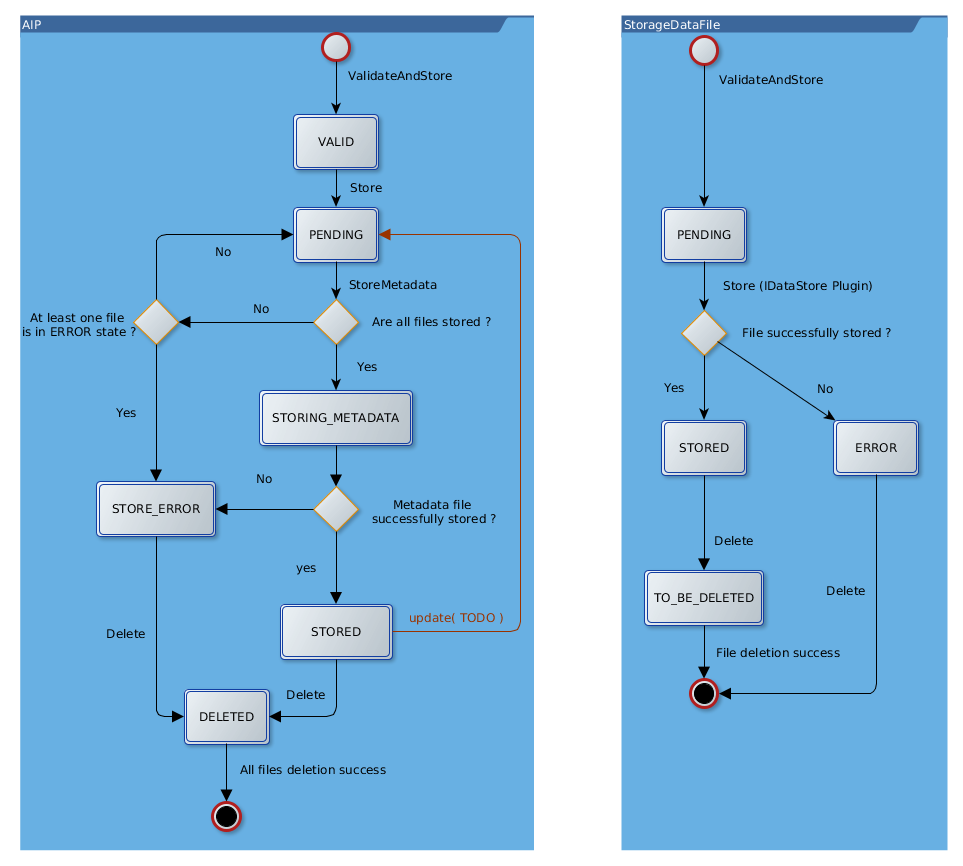 AIP
ValidateAndStore
VALID
Store
PENDING
No
StoreMetadata
At least one file
is in ERROR state ?
No
Are all files stored ?
Yes
Yes
STORING_METADATA
No
STORE_ERROR
Metadata file
successfully stored ?
yes
STORED
update( TODO )
Delete
Delete
DELETED
All files deletion success
StorageDataFile
ValidateAndStore
PENDING
Store (IDataStore Plugin)
File successfully stored ?
Yes
No
STORED
ERROR
Delete
TO_BE_DELETED
Delete
File deletion success